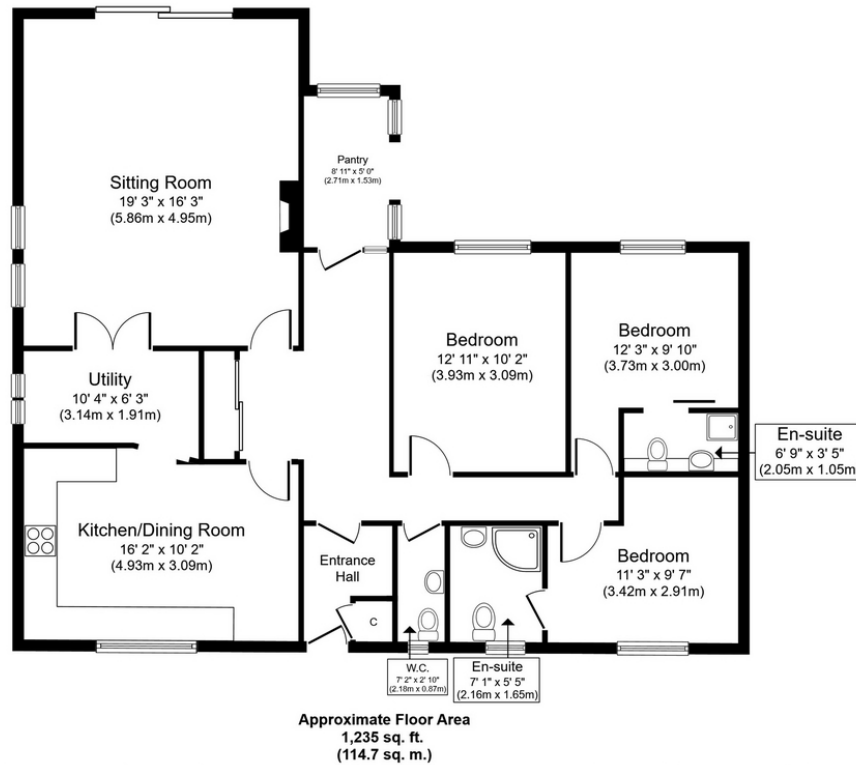 Pantry
8' 11" x 5' 0"
(2.71m x 1.53m)
Sitting Room
19' 3" x 16' 3"
(5.86m x 4.95m)
Bedroom
12' 11" x 10' 2"
(3.93m x 3.09m)
Bedroom
12' 3" x 9' 10"
(3.73m x 3.00m)
Utility
10' 4" x 6' 3"
(3.14m x 1.91m)
En-suite
6' 9" x 3' 5"
(2.05m x 1.05m)
Kitchen/Dining Room
16' 2" x 10' 2"
(4.93m x 3.09m)
Entrance
Hall
C
Bedroom
11' 3" x 9' 7"
(3.42m x 2.91m)
W.C.
7' 2" x 2' 10"
(2.18m x 0.87m)
En-suite
7' 1" x 5' 5"
(2.16m x 1.65m)
Approximate Floor Area
1,235 sq. ft.
(114.7 sq. m.)